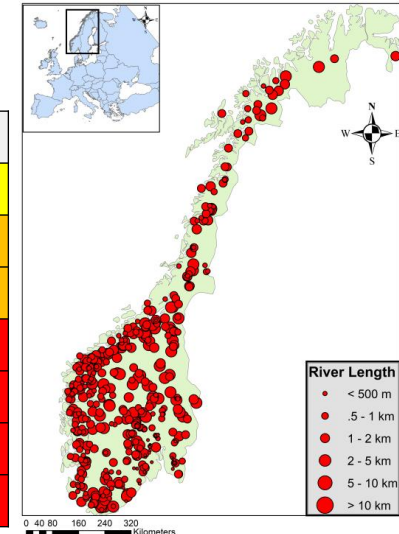 N
W
E
S
River Length
< 500 m
.5 - 1 km
1 - 2 km
2 - 5 km
5 - 10 km
> 10 km
0 40 80 160 240 320
Kilometers